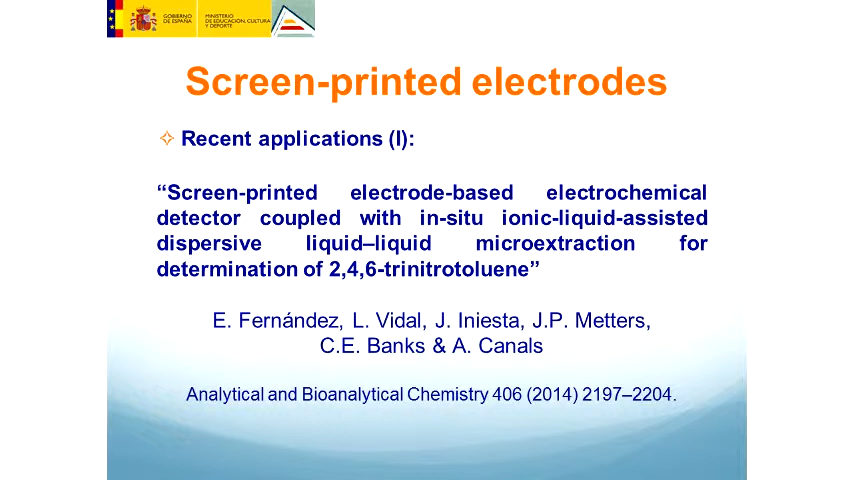 GOBIERNO
DE ESPAÑA
MINISTERIO
DE EDUCACIÓN, CULTURA
Y DEPORTE
Screen-printed electrodes
Recent applications (I):
“Screen-printed electrode-based electrochemical
detector coupled with in-situ ionic-liquid-assisted
dispersive liquid–liquid microextraction for
determination of 2,4,6-trinitrotoluene”
E. Fernández, L. Vidal, J. Iniesta, J.P. Metters,
C.E. Banks & A. Canals
Analytical and Bioanalytical Chemistry 406 (2014) 2197–2204.